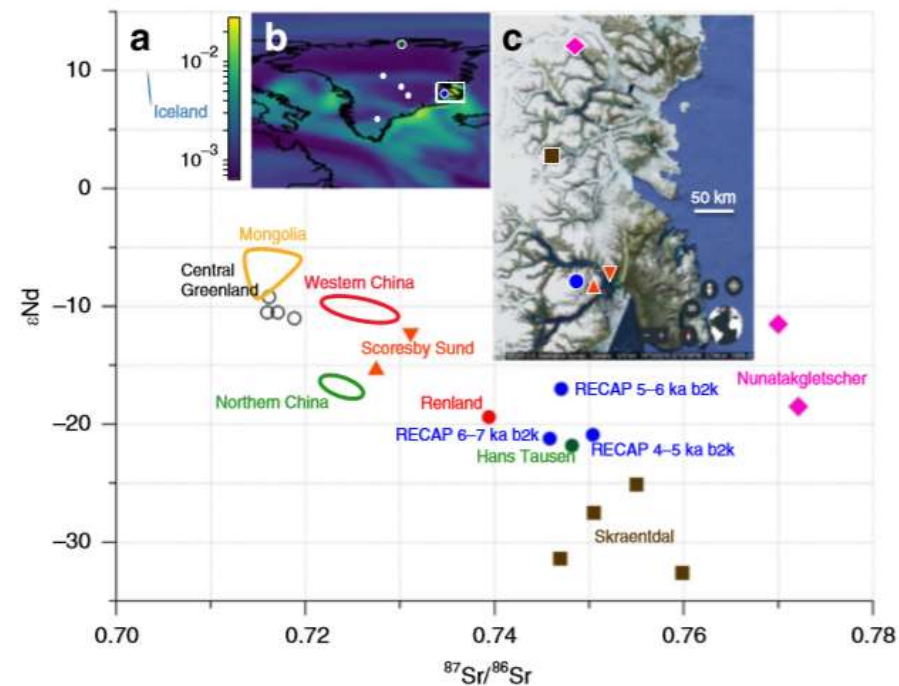 a
b
c
10
0
−10
−20
−30
εNd
10⁻²
10⁻³
Iceland
50 km
Mongolia
Central
Greenland
Western China
Scoresby Sund
Northern China
Nunatakgletscher
RECAP 5–6 ka b2k
Renland
RECAP 6–7 ka b2k
RECAP 4–5 ka b2k
Hans Tausen
Skraentdal
0.70
0.72
0.74
0.76
0.78
⁸⁷Sr/⁸⁶Sr